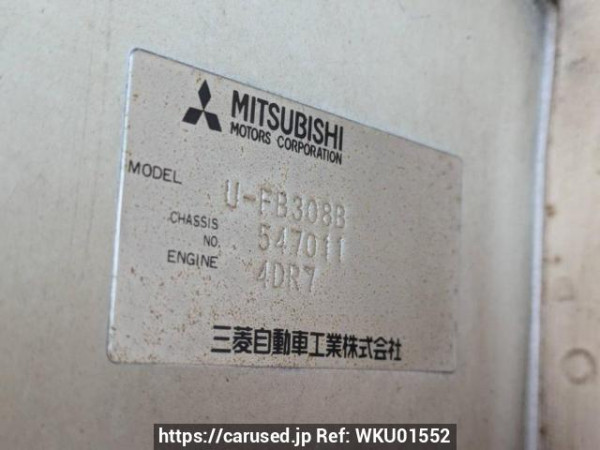 MITSUBISHI
MOTORS CORPORATION
MODEL U-FB308B
CHASSIS NO. 547011
ENGINE 4DR7
三菱自動車工業株式会社
https://carused.jp Ref: WKU01552